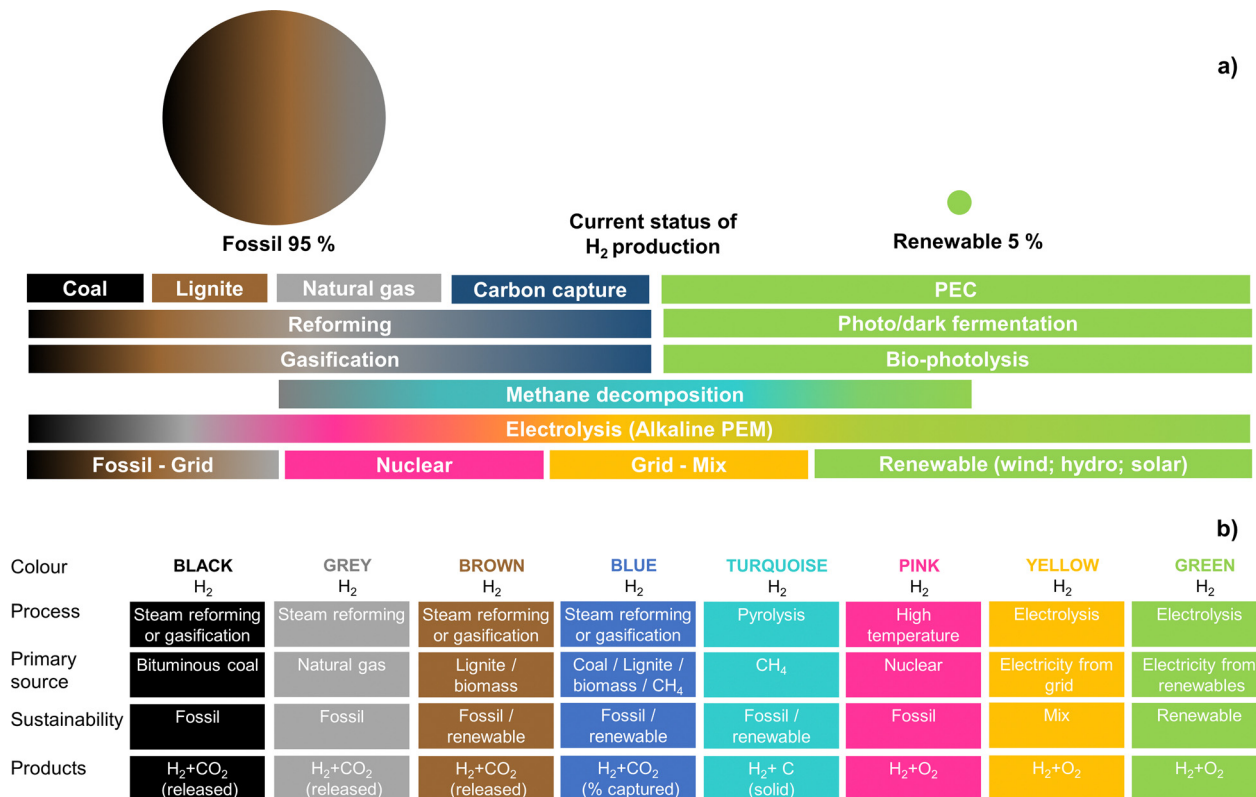 a)
Fossil 95 %
Current status of
H₂ production
Renewable 5 %
Coal Lignite Natural gas Carbon capture PEC
Reforming Photo/dark fermentation
Gasification Bio-photolysis
Methane decomposition
Electrolysis (Alkaline PEM)
Fossil - Grid Nuclear Grid - Mix Renewable (wind; hydro; solar)
b)
Colour BLACK GREY BROWN BLUE TURQUOISE PINK YELLOW GREEN
H₂ H₂ H₂ H₂ H₂ H₂ H₂ H₂
Process Steam reforming Steam reforming Steam reforming Steam reforming Pyrolysis High Electrolysis Electrolysis
or gasification or gasification or gasification temperature
Primary Bituminous coal Natural gas Lignite / Coal / Lignite / CH₄ Nuclear Electricity from Electricity from
source biomass biomass / CH₄ grid renewables
Sustainability Fossil Fossil Fossil / Fossil / Fossil / Fossil Mix Renewable
renewable renewable renewable
Products H₂+CO₂ H₂+CO₂ H₂+CO₂ H₂+CO₂ H₂+ C H₂+O₂ H₂+O₂ H₂+O₂
(released) (released) (released) (% captured) (solid)